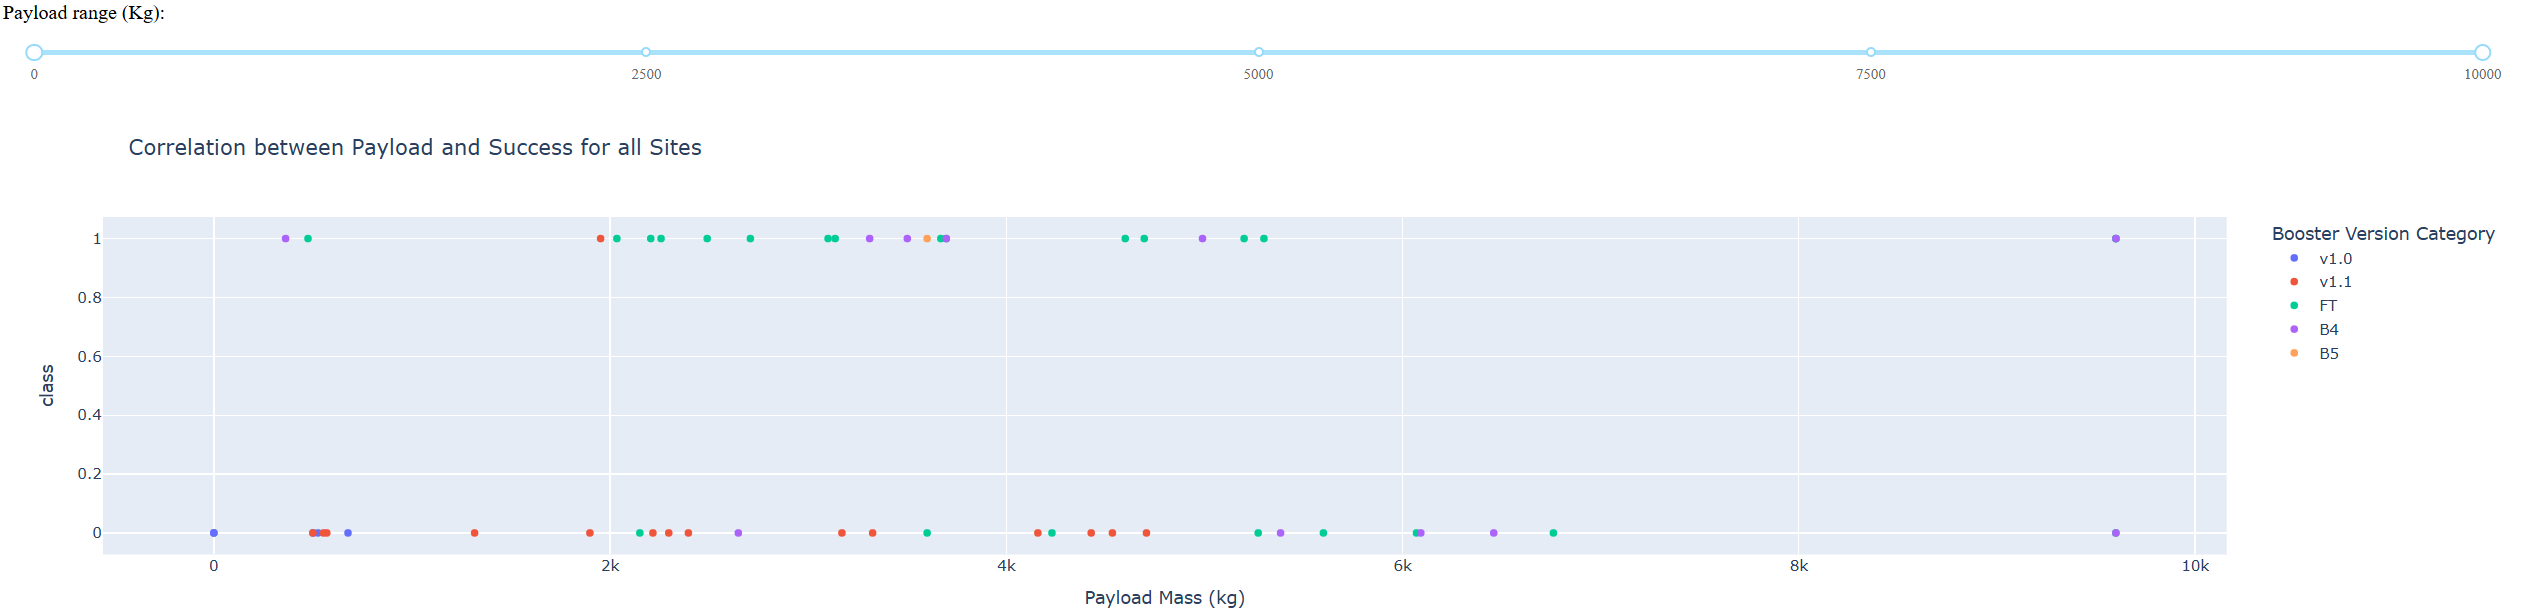 Payload range (Kg):
0 2500 5000 7500 10000
Correlation between Payload and Success for all Sites
1
0.8
0.6
0.4
0.2
0
class
0 2k 4k 6k 8k 10k
Payload Mass (kg)
Booster Version Category
v1.0
v1.1
FT
B4
B5